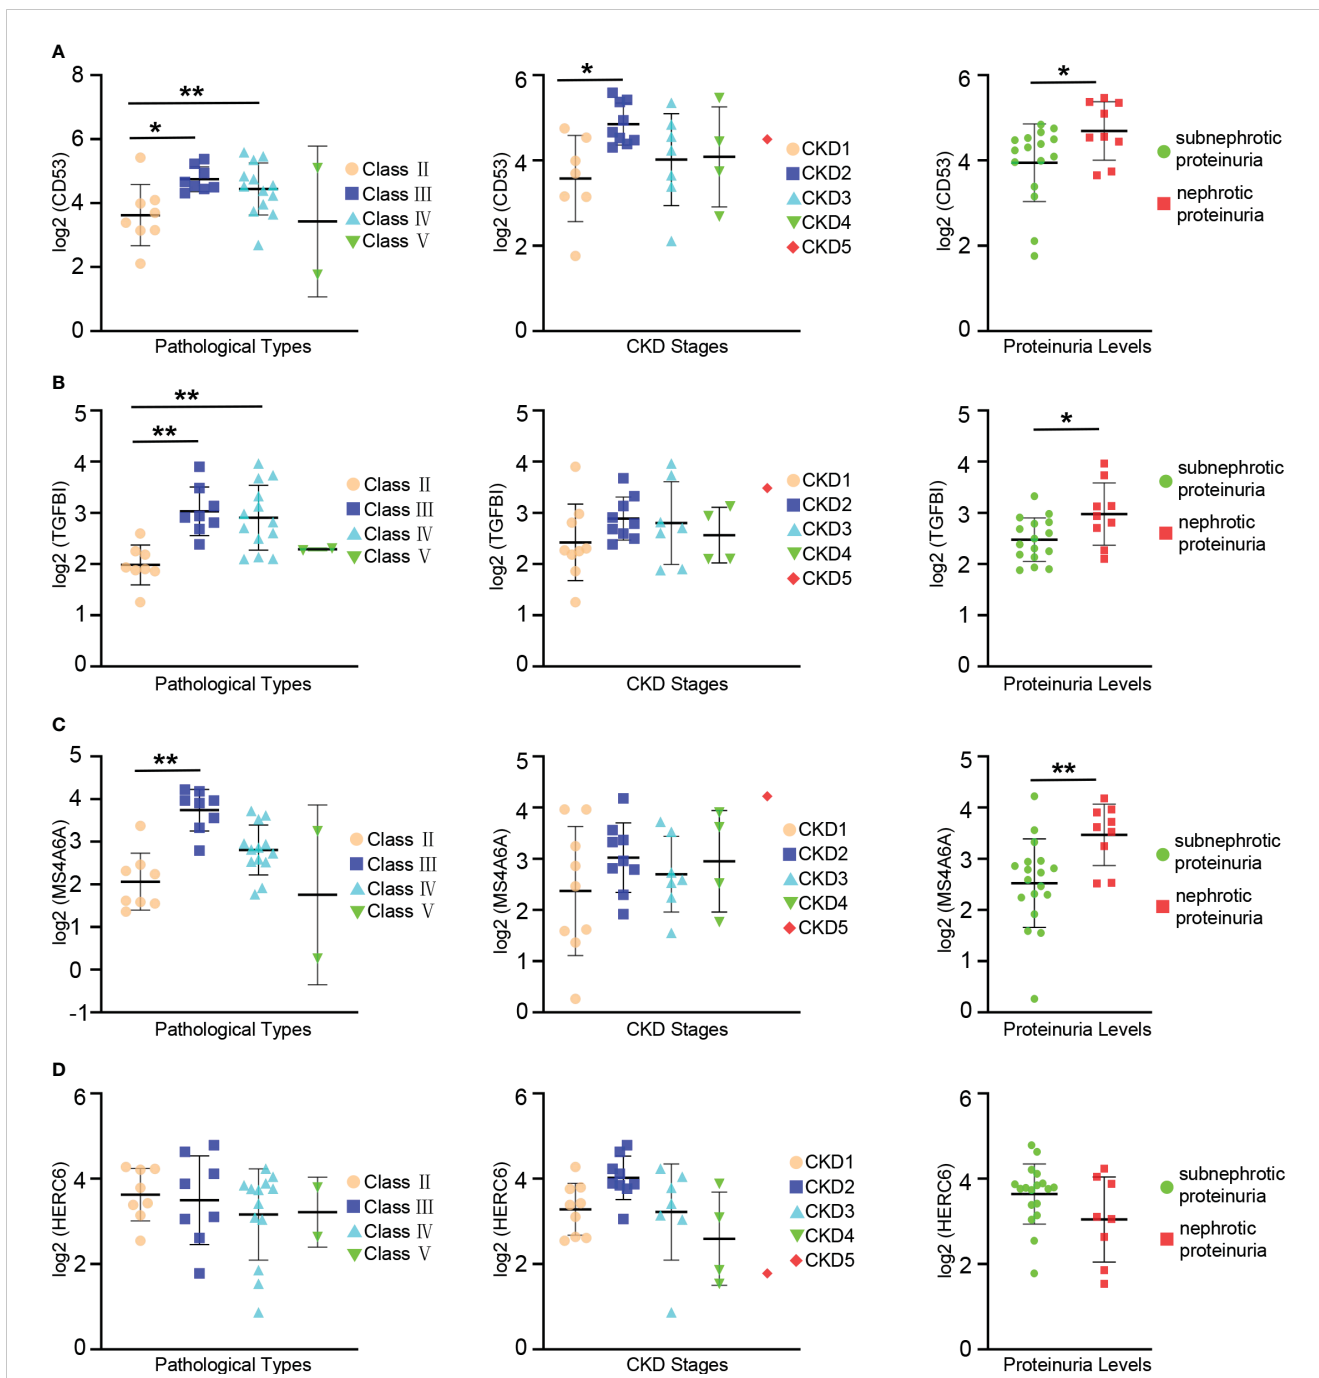 A
log2 (CD53)
8
6
4
2
0
**
*
Pathological Types
Class Ⅱ
Class Ⅲ
Class Ⅳ
Class Ⅴ
log2 (CD53)
6
4
2
0
*
CKD Stages
CKD1
CKD2
CKD3
CKD4
CKD5
log2 (CD53)
6
4
2
0
*
Proteinuria Levels
subnephrotic
proteinuria
nephrotic
proteinuria
B
log2 (TGFBI)
5
4
3
2
1
0
**
**
Pathological Types
Class Ⅱ
Class Ⅲ
Class Ⅳ
Class Ⅴ
log2 (TGFBI)
5
4
3
2
1
0
CKD Stages
CKD1
CKD2
CKD3
CKD4
CKD5
log2 (TGFBI)
5
4
3
2
1
0
*
Proteinuria Levels
subnephrotic
proteinuria
nephrotic
proteinuria
C
log2 (MS4A6A)
5
4
3
2
1
0
-1
**
Pathological Types
Class Ⅱ
Class Ⅲ
Class Ⅳ
Class Ⅴ
log2 (MS4A6A)
5
4
3
2
1
0
CKD Stages
CKD1
CKD2
CKD3
CKD4
CKD5
log2 (MS4A6A)
5
4
3
2
1
0
**
Proteinuria Levels
subnephrotic
proteinuria
nephrotic
proteinuria
D
log2 (HERC6)
6
4
2
0
Pathological Types
Class Ⅱ
Class Ⅲ
Class Ⅳ
Class Ⅴ
log2 (HERC6)
6
4
2
0
CKD Stages
CKD1
CKD2
CKD3
CKD4
CKD5
log2 (HERC6)
6
4
2
0
Proteinuria Levels
subnephrotic
proteinuria
nephrotic
proteinuria